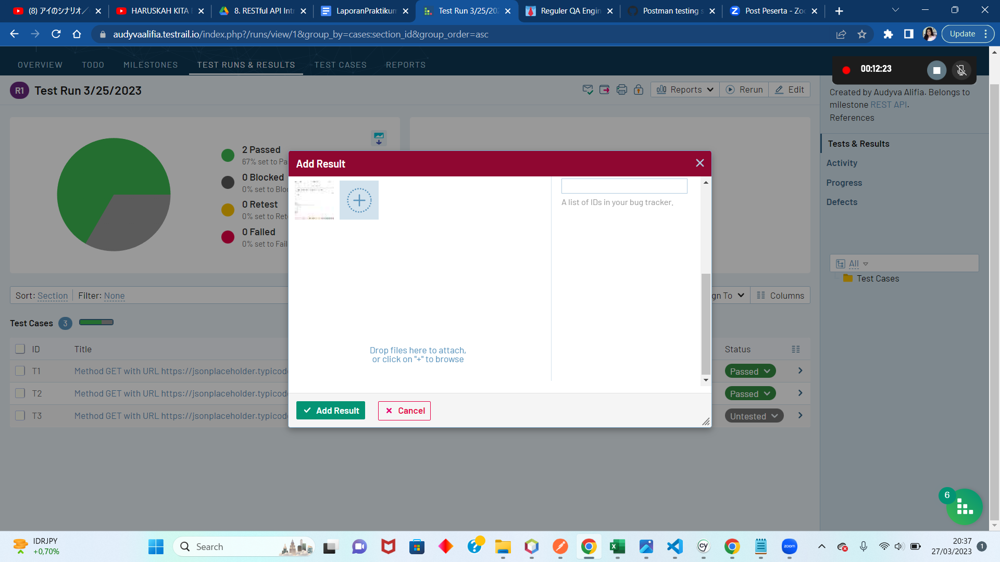 (8) アイのシナリオ／
HARUSKAH KITA
8. RESTful API Int
LaporanPraktikum
Test Run 3/25/202
Reguler QA Engin
Postman testing s
Post Peserta - Zo
Update
audyvaalifia.testrail.io/index.php?/runs/view/1&group_by=cases:section_id&group_order=asc
OVERVIEW
TODO
MILESTONES
TEST RUNS & RESULTS
TEST CASES
REPORTS
00:12:23
R1
Test Run 3/25/2023
Reports
Rerun
Edit
Created by Audyva Alifia. Belongs to
milestone REST API.
References
Tests & Results
Activity
Progress
Defects
All
Test Cases
2 Passed
67% set to Pa
0 Blocked
0% set to Bloc
0 Retest
0% set to Ret
0 Failed
0% set to Fail
Add Result
A list of IDs in your bug tracker.
Drop files here to attach,
or click on "+" to browse
Add Result
Cancel
Sort: Section
Filter: None
gn To
Columns
Test Cases 3
ID
Title
Status
T1
Method GET with URL https://jsonplaceholder.typicod
Passed
T2
Method GET with URL https://jsonplaceholder.typicod
Passed
T3
Method GET with URL https://jsonplaceholder.typicod
Untested
6
IDRJPY
+0,70%
Search
CY
zoom
20:37
27/03/2023
1